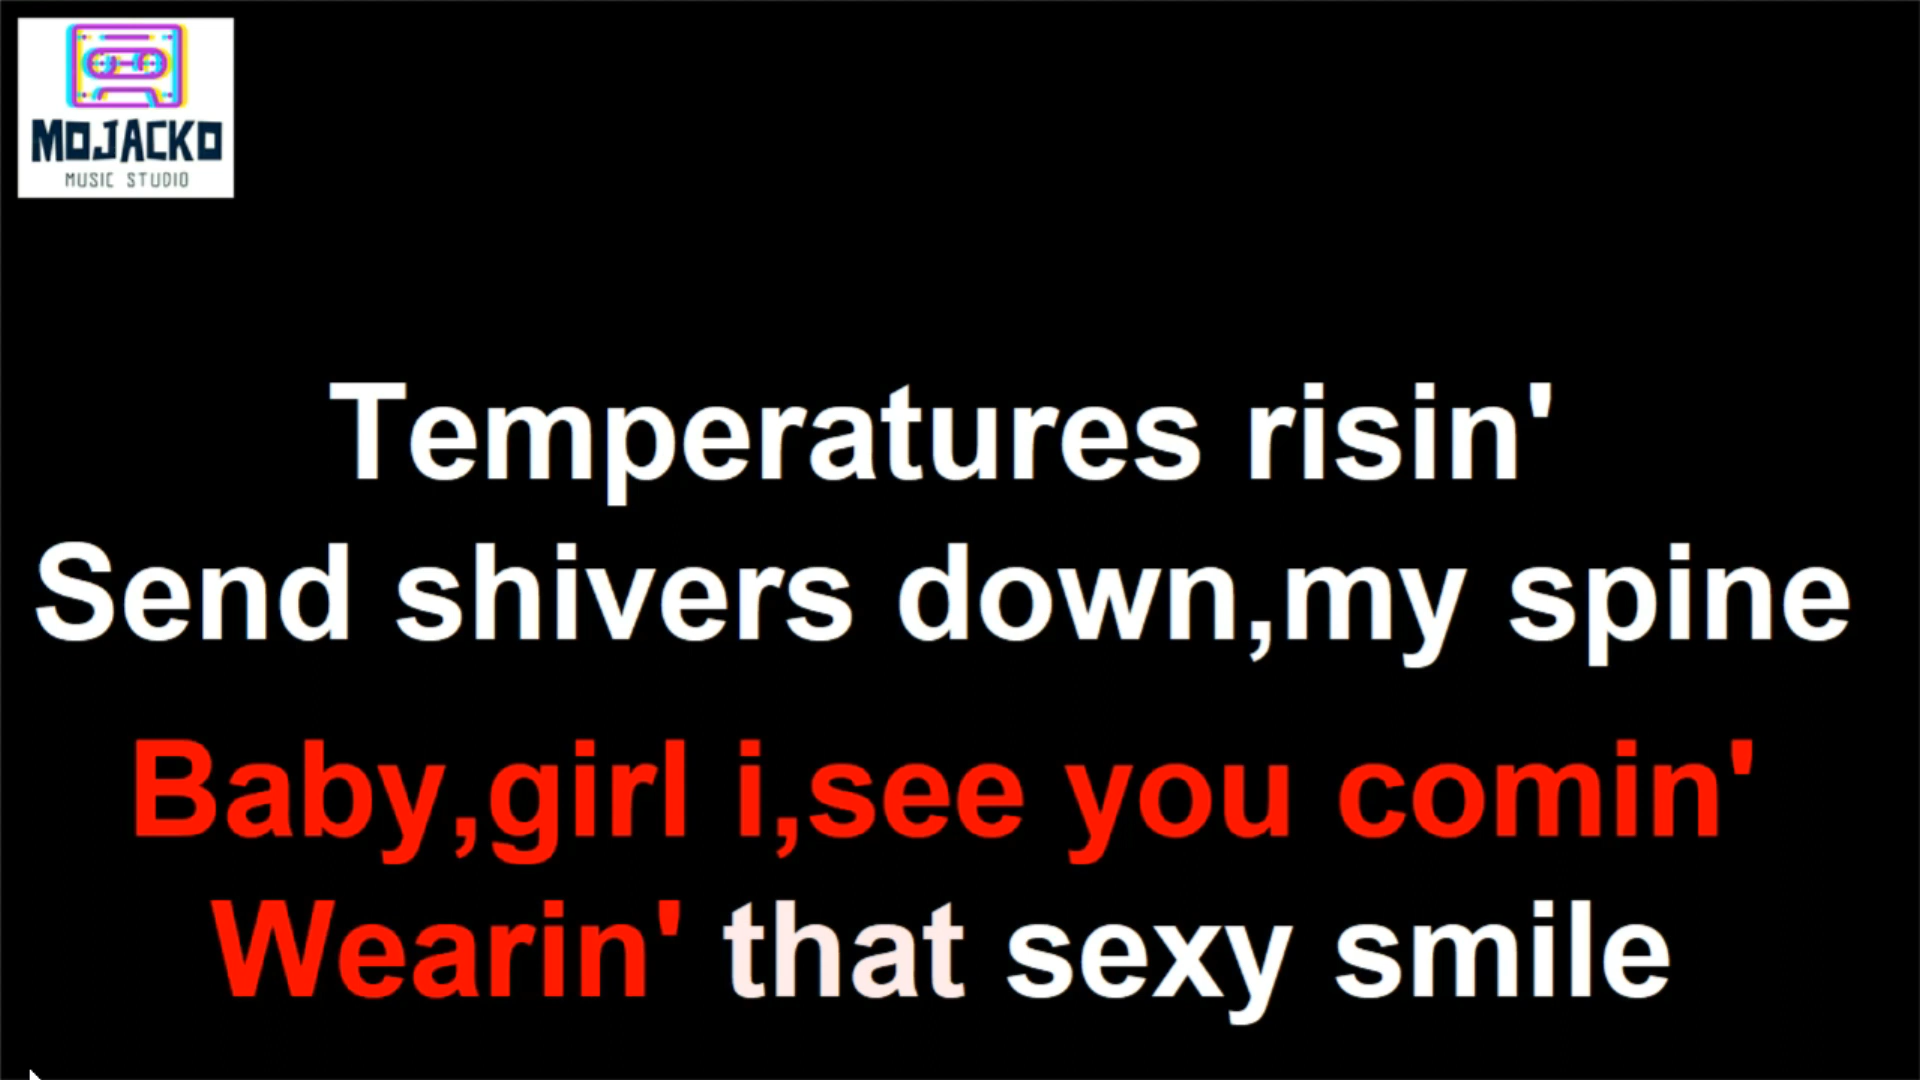 MOJACKO
MUSIC STUDIO
Temperatures risin'
Send shivers down,my spine
Baby,girl i,see you comin'
Wearin' that sexy smile